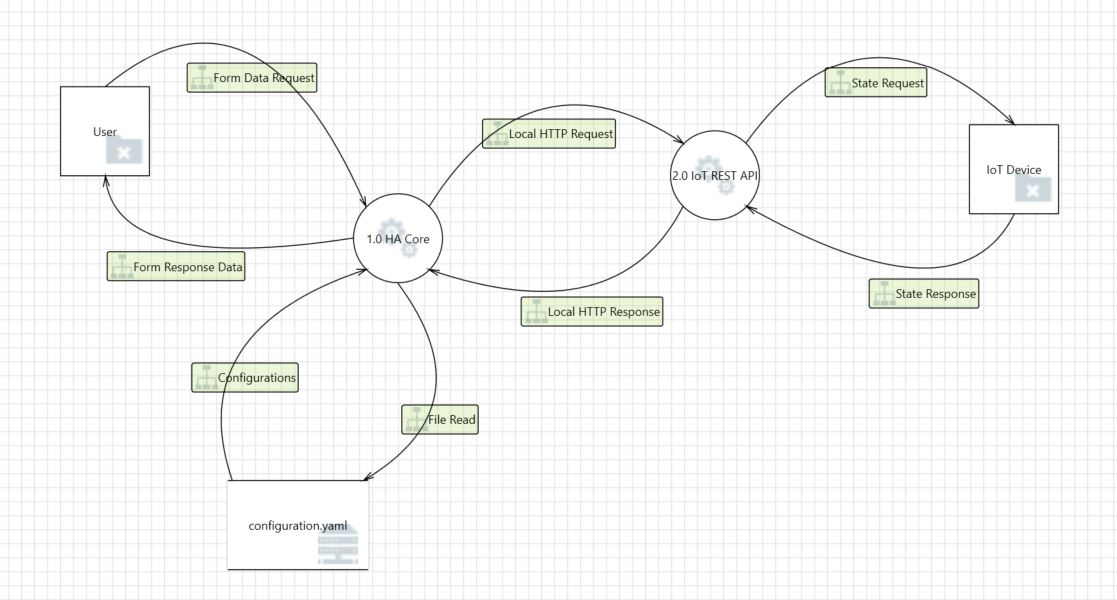 Form Data Request
User
State Request
Local HTTP Request
2.0 IoT REST API
IoT Device
1.0 HA Core
Form Response Data
State Response
Local HTTP Response
Configurations
File Read
configuration.yaml